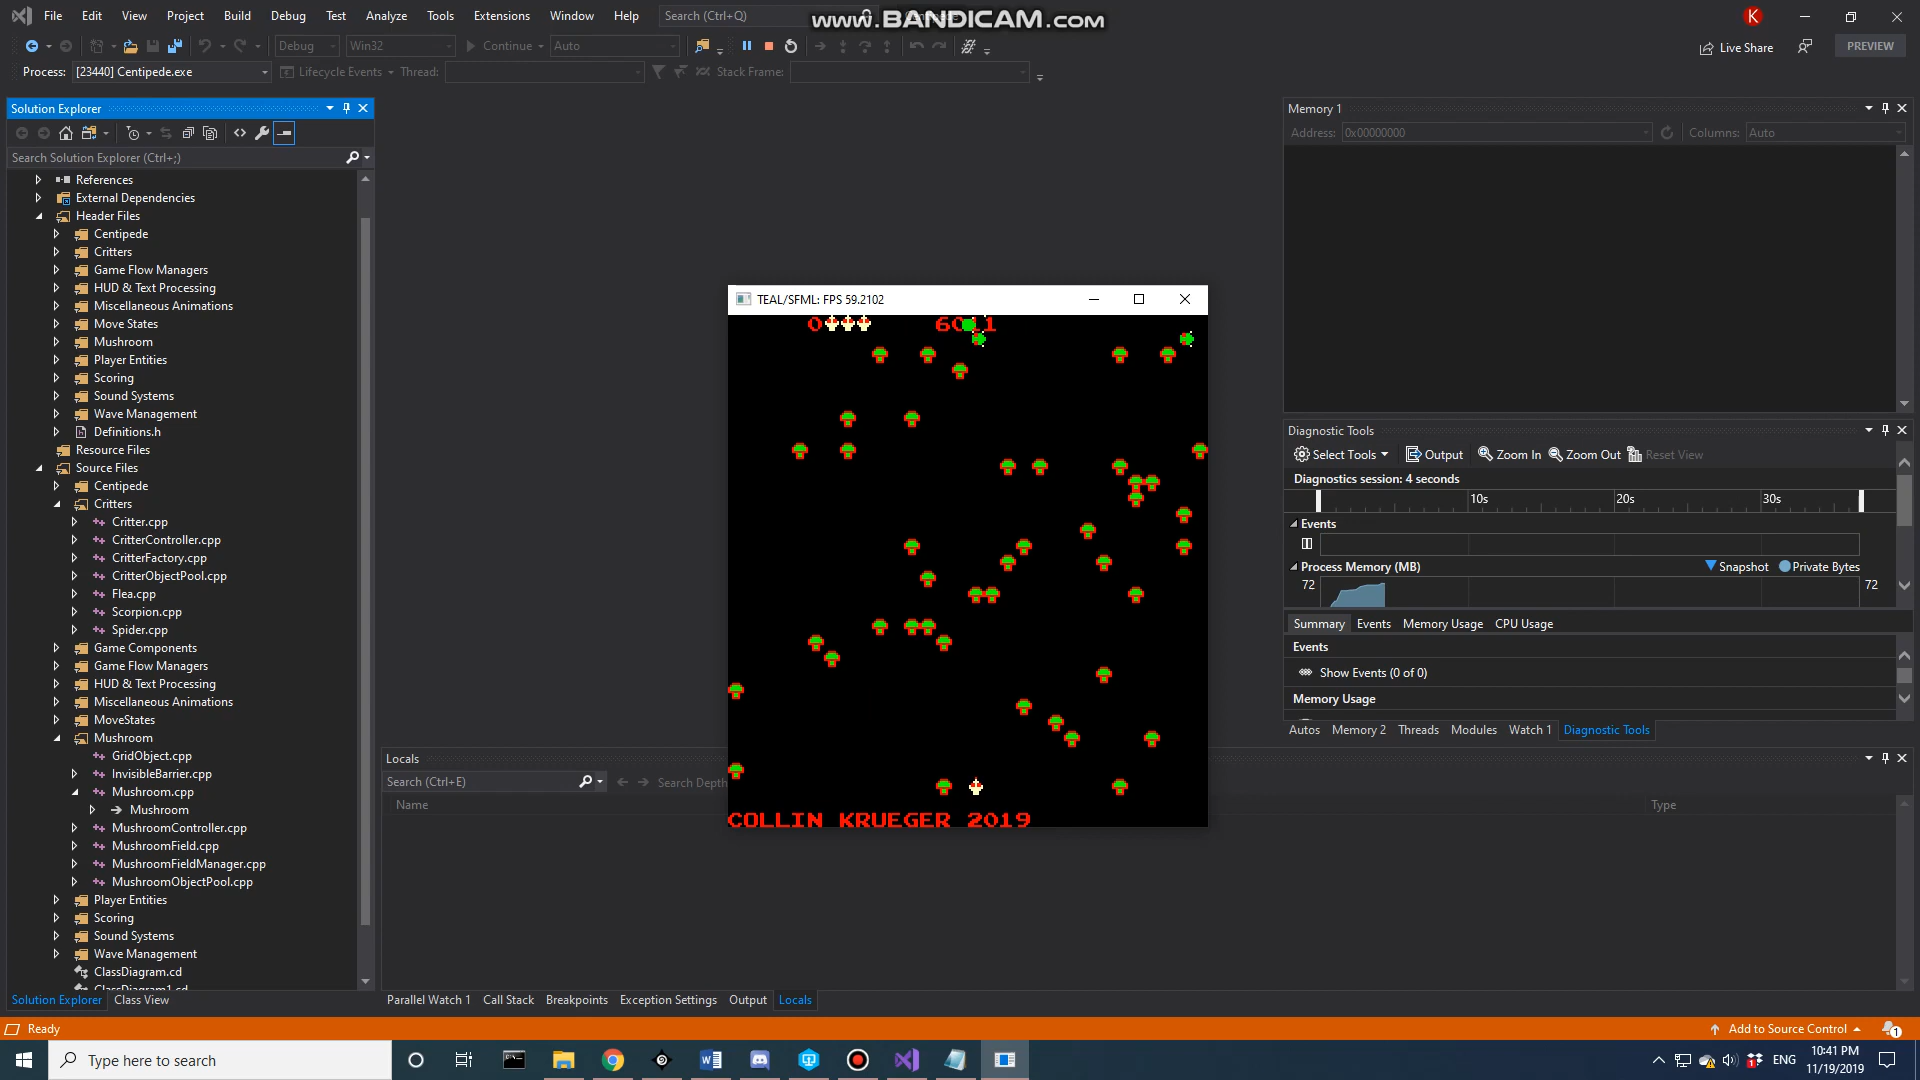 File Edit View Project Build Debug Test Analyze Tools Extensions Window Help Search (Ctrl+Q)
www.BANDICAM.com
K
Live Share
PREVIEW
Debug Win32 Continue Auto
Process: [23440] Centipede.exe Lifecycle Events Thread: Stack Frame:
Solution Explorer
Search Solution Explorer (Ctrl+;)
References
External Dependencies
Header Files
Centipede
Critters
Game Flow Managers
HUD & Text Processing
Miscellaneous Animations
Move States
Mushroom
Player Entities
Scoring
Sound Systems
Wave Management
Definitions.h
Resource Files
Source Files
Centipede
Critters
Critter.cpp
CritterController.cpp
CritterFactory.cpp
CritterObjectPool.cpp
Flea.cpp
Scorpion.cpp
Spider.cpp
Game Components
Game Flow Managers
HUD & Text Processing
Miscellaneous Animations
MoveStates
Mushroom
GridObject.cpp
InvisibleBarrier.cpp
Mushroom.cpp
Mushroom
MushroomController.cpp
MushroomField.cpp
MushroomFieldManager.cpp
MushroomObjectPool.cpp
Player Entities
Scoring
Sound Systems
Wave Management
ClassDiagram.cd
ClassDiagram1.cd
Solution Explorer Class View
TEAL/SFML: FPS 59.2102
0
COLLIN KRUEGER 2019
Memory 1
Address: 0x00000000 Columns: Auto
Diagnostic Tools
Select Tools Output Zoom In Zoom Out Reset View
Diagnostics session: 4 seconds
10s 20s 30s
Events
Process Memory (MB) Snapshot Private Bytes
72 72
Summary Events Memory Usage CPU Usage
Events
Show Events (0 of 0)
Memory Usage
Autos Memory 2 Threads Modules Watch 1 Diagnostic Tools
Locals
Search (Ctrl+E) Search Depth
Name Type
Parallel Watch 1 Call Stack Breakpoints Exception Settings Output Locals
Ready
Add to Source Control
1
Type here to search
ENG
10:41 PM
11/19/2019